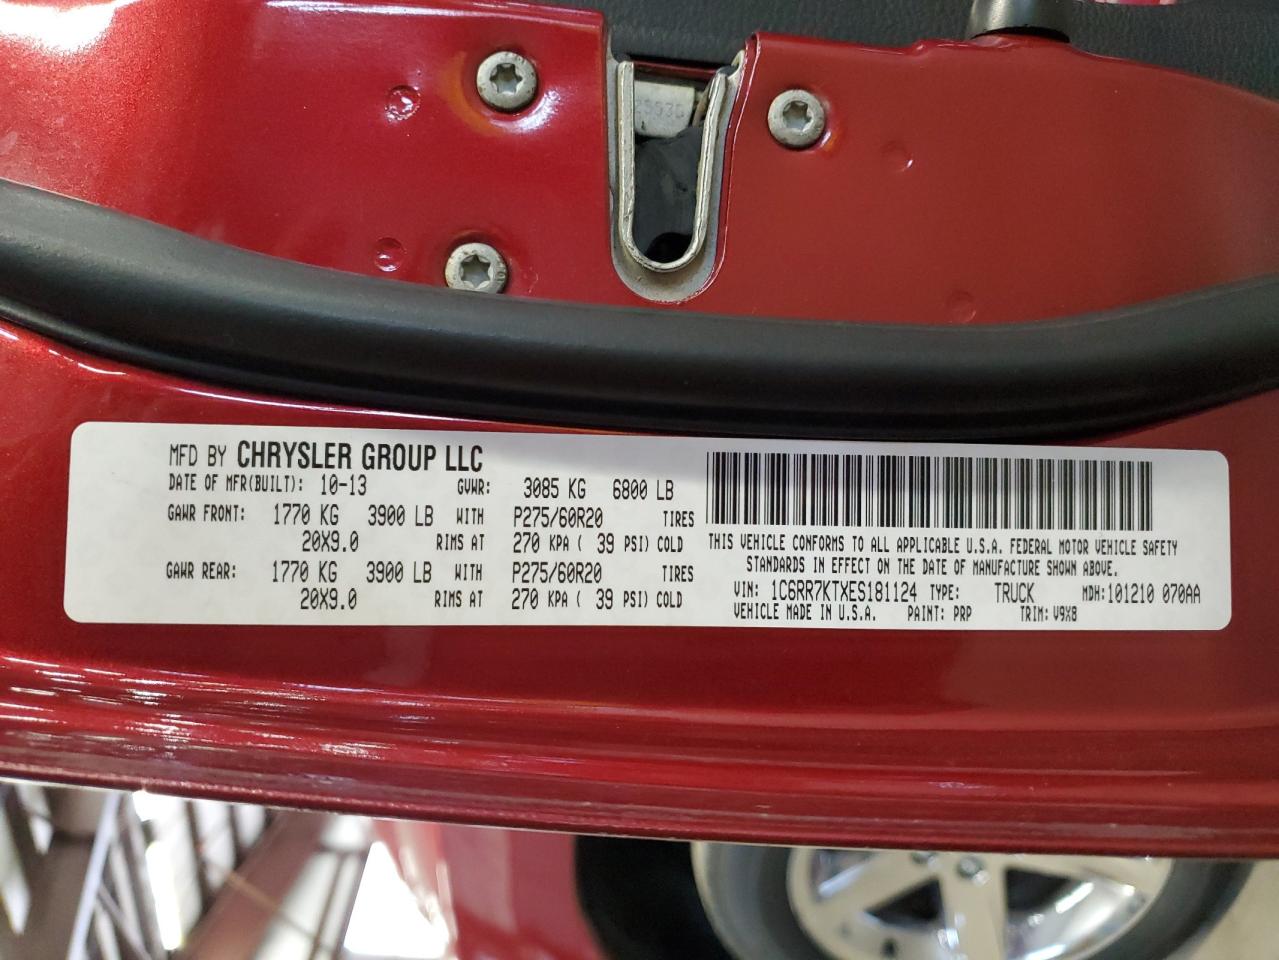 2553D
MFD BY CHRYSLER GROUP LLC
DATE OF MFR(BUILT): 10-13 GVWR: 3085 KG 6800 LB
GAWR FRONT: 1770 KG 3900 LB WITH P275/60R20 TIRES
20X9.0 RIMS AT 270 KPA ( 39 PSI) COLD
GAWR REAR: 1770 KG 3900 LB WITH P275/60R20 TIRES
20X9.0 RIMS AT 270 KPA ( 39 PSI) COLD
THIS VEHICLE CONFORMS TO ALL APPLICABLE U.S.A. FEDERAL MOTOR VEHICLE SAFETY
STANDARDS IN EFFECT ON THE DATE OF MANUFACTURE SHOWN ABOVE.
VIN: 1C6RR7KTXES181124 TYPE: TRUCK MDH:101210 070AA
VEHICLE MADE IN U.S.A. PAINT: PRP TRIM: V9X8